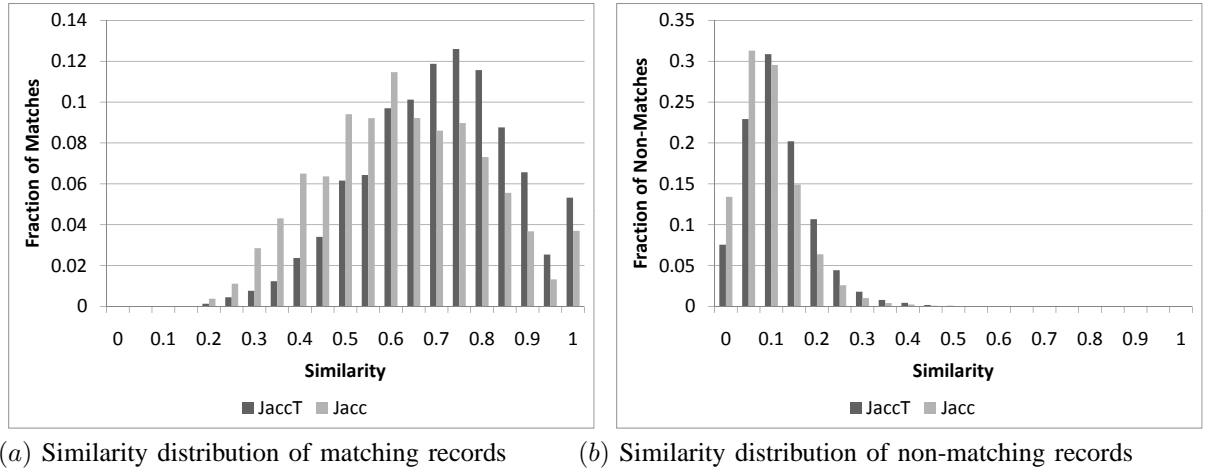 0.14
0.12
0.1
0.08
0.06
0.04
0.02
0
Fraction of Matches
0 0.1 0.2 0.3 0.4 0.5 0.6 0.7 0.8 0.9 1
Similarity
JaccT Jacc
(a) Similarity distribution of matching records
0.35
0.3
0.25
0.2
0.15
0.1
0.05
0
Fraction of Non-Matches
0 0.1 0.2 0.3 0.4 0.5 0.6 0.7 0.8 0.9 1
Similarity
JaccT Jacc
(b) Similarity distribution of non-matching records